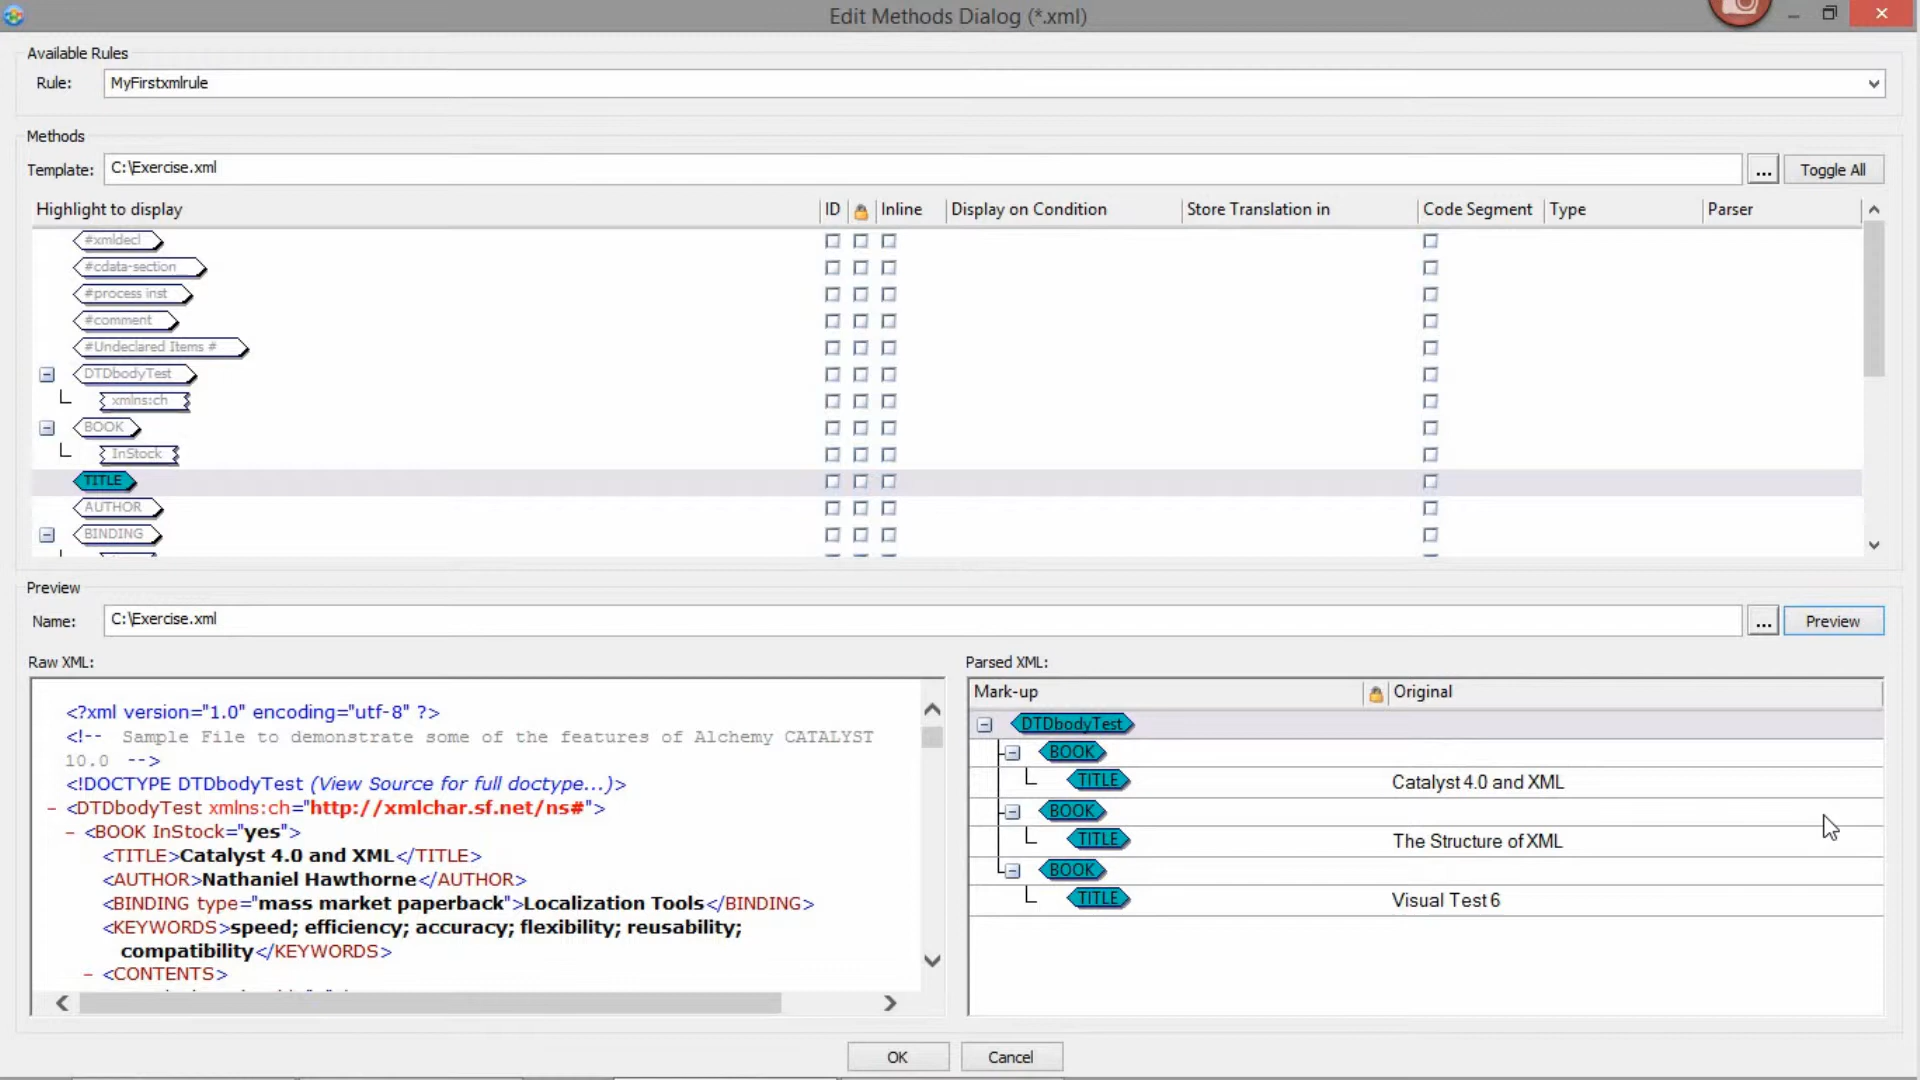 Edit Methods Dialog (*.xml)
Available Rules
Rule: MyFirstxmlrule
Methods
Template: C:\Exercise.xml ... Toggle All
Highlight to display ID Inline Display on Condition Store Translation in Code Segment Type Parser
#xmldecl
#cdata-section
#process inst
#comment
#Undeclared Items #
DTDbodyTest
xmlns:ch
BOOK
InStock
TITLE
AUTHOR
BINDING
Preview
Name: C:\Exercise.xml ... Preview
Raw XML:
<?xml version="1.0" encoding="utf-8" ?>
<!-- Sample File to demonstrate some of the features of Alchemy CATALYST
10.0 -->
<!DOCTYPE DTDbodyTest (View Source for full doctype...)>
- <DTDbodyTest xmlns:ch="http://xmlchar.sf.net/ns#">
- <BOOK InStock="yes">
<TITLE>Catalyst 4.0 and XML</TITLE>
<AUTHOR>Nathaniel Hawthorne</AUTHOR>
<BINDING type="mass market paperback">Localization Tools</BINDING>
<KEYWORDS>speed; efficiency; accuracy; flexibility; reusability;
compatibility</KEYWORDS>
- <CONTENTS>
Parsed XML:
Mark-up Original
DTDbodyTest
BOOK
TITLE Catalyst 4.0 and XML
BOOK
TITLE The Structure of XML
BOOK
TITLE Visual Test 6
OK Cancel